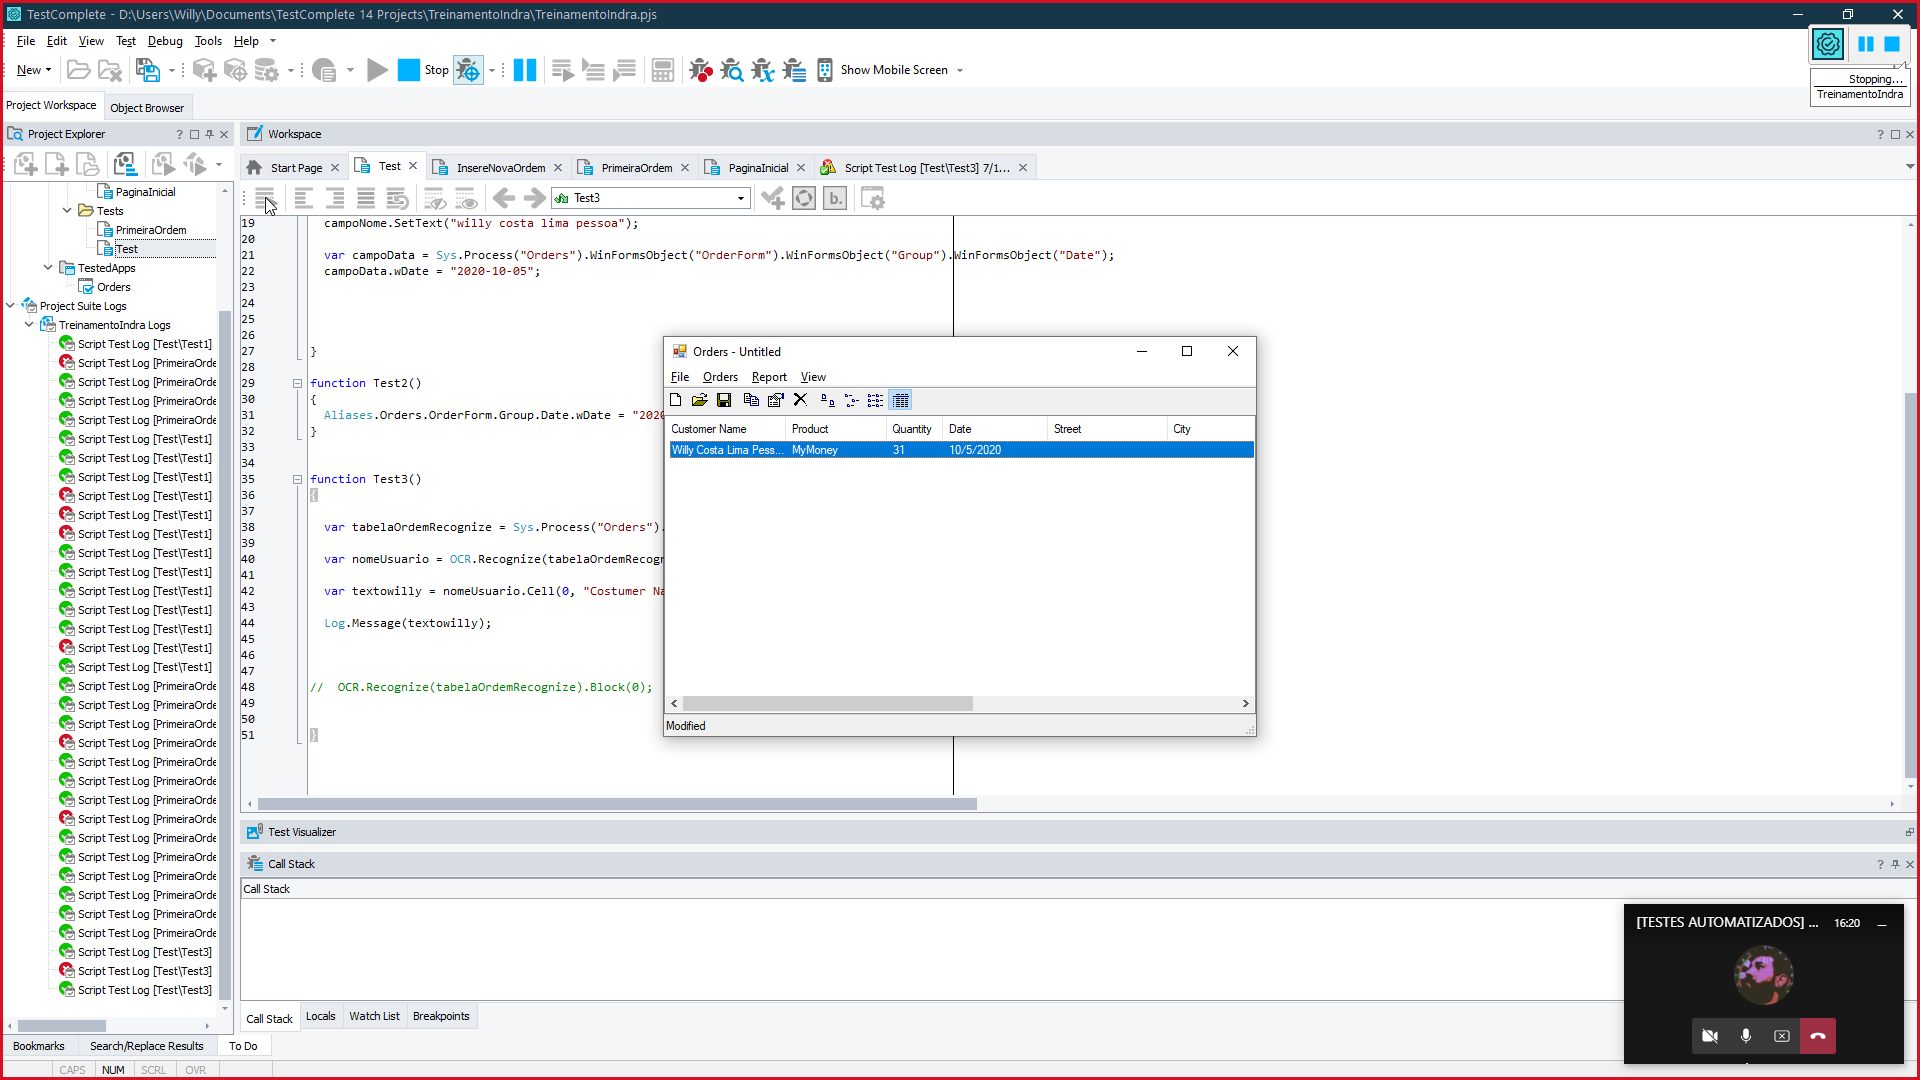 TestComplete - D:\Users\Willy\Documents\TestComplete 14 Projects\TreinamentoIndra\TreinamentoIndra.pjs
File Edit View Test Debug Tools Help
New Stop Show Mobile Screen
Stopping...
TreinamentoIndra
Project Workspace Object Browser
Project Explorer
PaginaInicial
Tests
PrimeiraOrdem
Test
TestedApps
Orders
Project Suite Logs
TreinamentoIndra Logs
Script Test Log [Test\Test1]
Script Test Log [PrimeiraOrde
Script Test Log [PrimeiraOrde
Script Test Log [PrimeiraOrde
Script Test Log [PrimeiraOrde
Script Test Log [Test\Test1]
Script Test Log [Test\Test1]
Script Test Log [Test\Test1]
Script Test Log [Test\Test1]
Script Test Log [Test\Test1]
Script Test Log [Test\Test1]
Script Test Log [Test\Test1]
Script Test Log [Test\Test1]
Script Test Log [Test\Test1]
Script Test Log [Test\Test1]
Script Test Log [Test\Test1]
Script Test Log [Test\Test1]
Script Test Log [Test\Test1]
Script Test Log [PrimeiraOrde
Script Test Log [PrimeiraOrde
Script Test Log [PrimeiraOrde
Script Test Log [PrimeiraOrde
Script Test Log [PrimeiraOrde
Script Test Log [PrimeiraOrde
Script Test Log [PrimeiraOrde
Script Test Log [PrimeiraOrde
Script Test Log [PrimeiraOrde
Script Test Log [PrimeiraOrde
Script Test Log [PrimeiraOrde
Script Test Log [PrimeiraOrde
Script Test Log [PrimeiraOrde
Script Test Log [PrimeiraOrde
Script Test Log [Test\Test3]
Script Test Log [Test\Test3]
Script Test Log [Test\Test3]
Workspace
Start Page Test InsereNovaOrdem PrimeiraOrdem PaginaInicial Script Test Log [Test\Test3] 7/1...
b. Test3
19 campoNome.SetText("willy costa lima pessoa");
20
21 var campoData = Sys.Process("Orders").WinFormsObject("OrderForm").WinFormsObject("Group").WinFormsObject("Date");
22 campoData.wDate = "2020-10-05";
23
24
25
26
27 }
28
29 function Test2()
30 {
31 Aliases.Orders.OrderForm.Group.Date.wDate = "2020
32 }
33
34
35 function Test3()
36 {
37
38 var tabelaOrdemRecognize = Sys.Process("Orders").
39
40 var nomeUsuario = OCR.Recognize(tabelaOrdemRecogn
41
42 var textowilly = nomeUsuario.Cell(0, "Costumer Na
43
44 Log.Message(textowilly);
45
46
47
48 // OCR.Recognize(tabelaOrdemRecognize).Block(0);
49
50
51 }
Orders - Untitled
File Orders Report View
Customer Name Product Quantity Date Street City
Willy Costa Lima Pess... MyMoney 31 10/5/2020
Modified
Test Visualizer
Call Stack
Call Stack
Call Stack Locals Watch List Breakpoints
Bookmarks Search/Replace Results To Do
CAPS NUM SCRL OVR
[TESTES AUTOMATIZADOS] ... 16:20